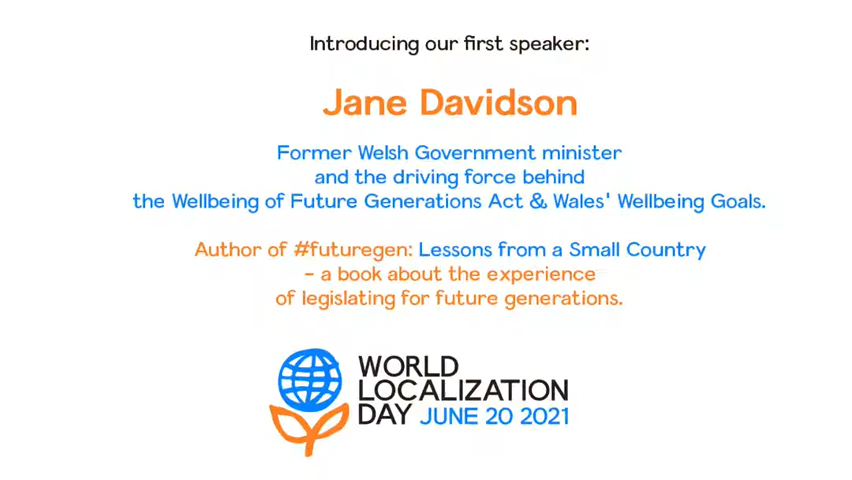 Introducing our first speaker:
Jane Davidson
Former Welsh Government minister
and the driving force behind
the Wellbeing of Future Generations Act & Wales' Wellbeing Goals.
Author of #futuregen: Lessons from a Small Country
– a book about the experience
of legislating for future generations.
WORLD
LOCALIZATION
DAY JUNE 20 2021